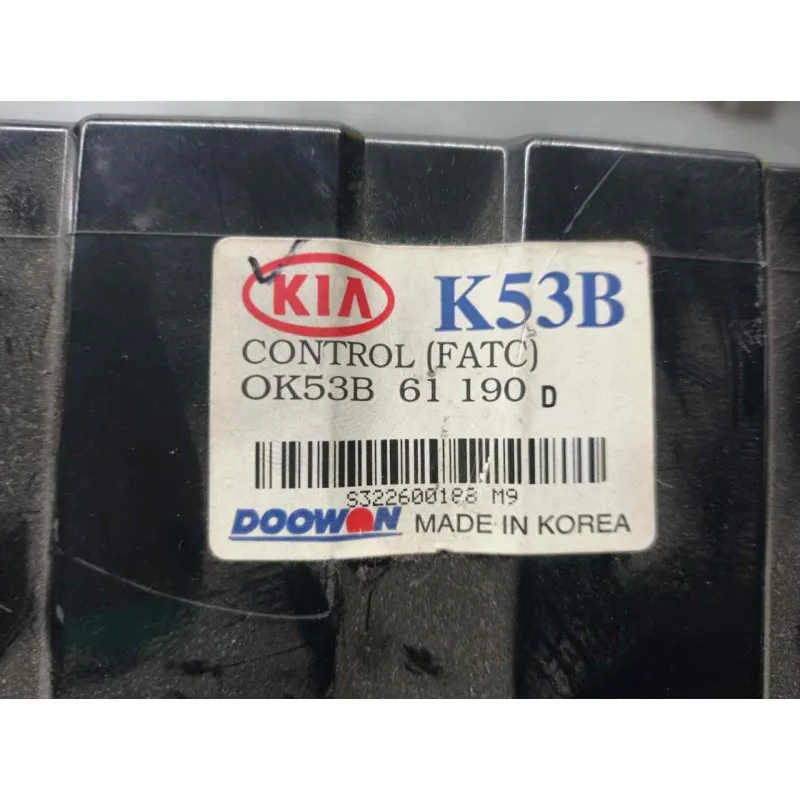 KIA K53B
CONTROL (FATC)
OK53B 61 190 D
S322600188 M9
DOOWON MADE IN KOREA